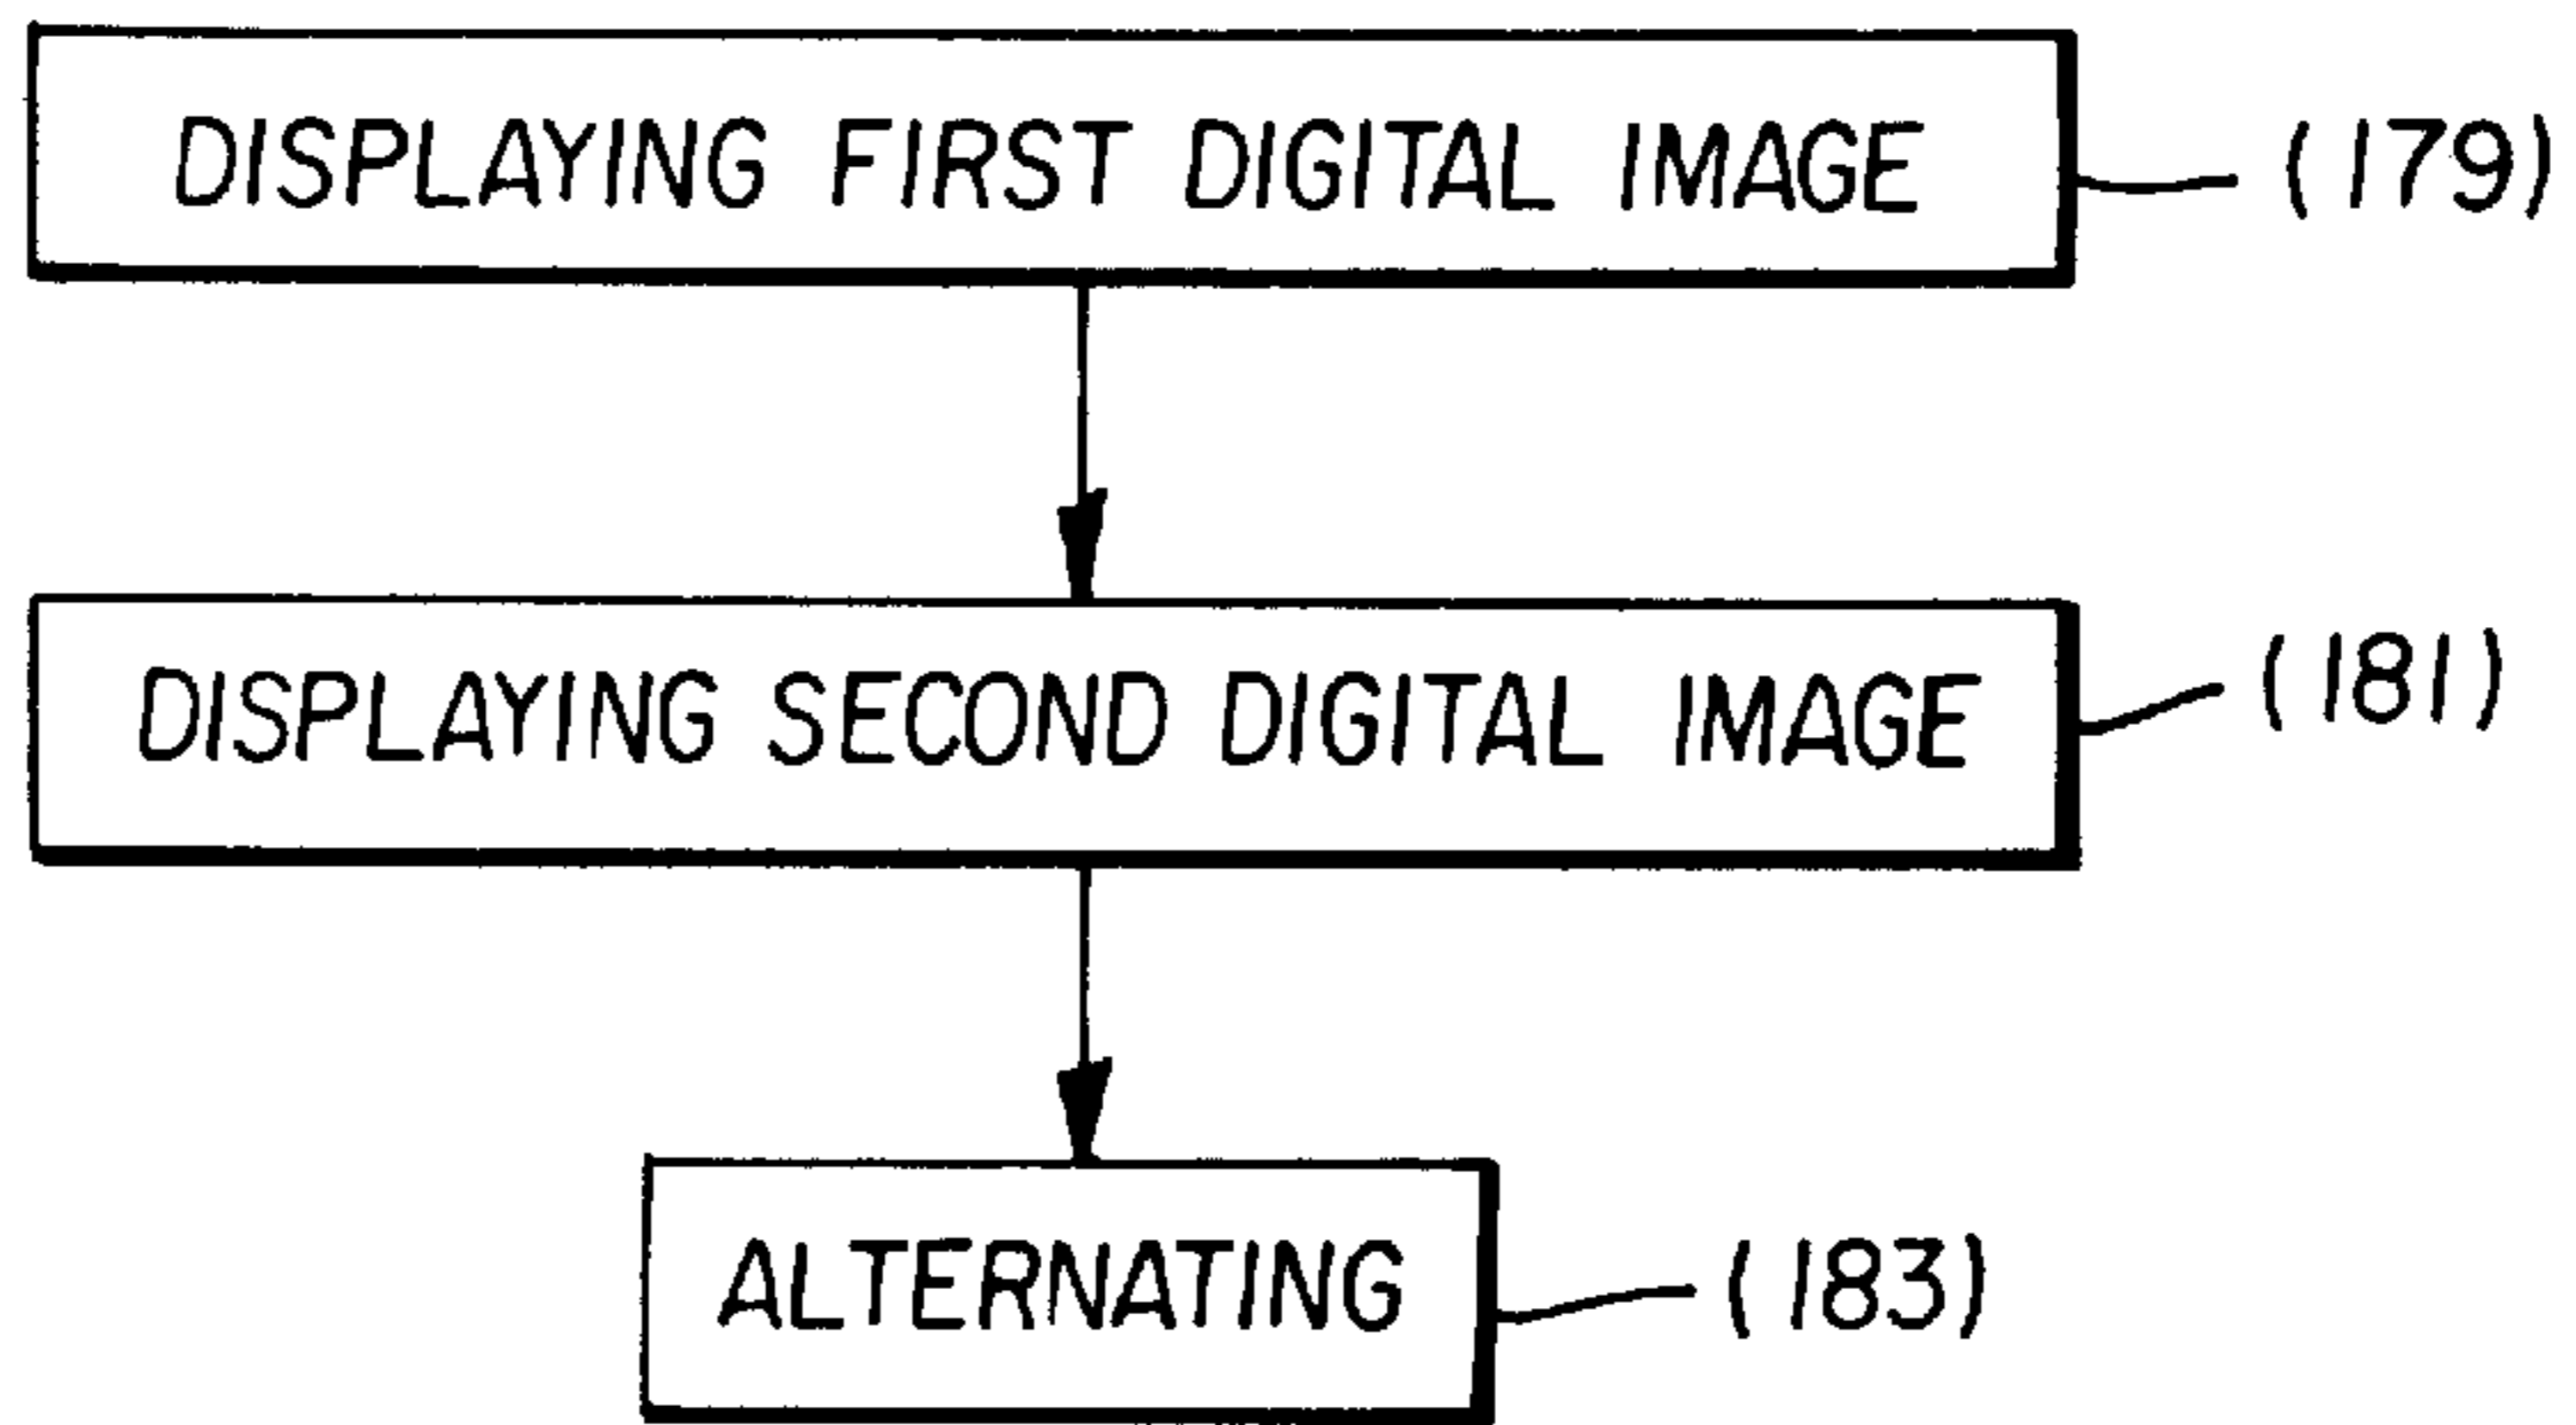 DISPLAYING FIRST DIGITAL IMAGE (179)
DISPLAYING SECOND DIGITAL IMAGE (181)
ALTERNATING (183)